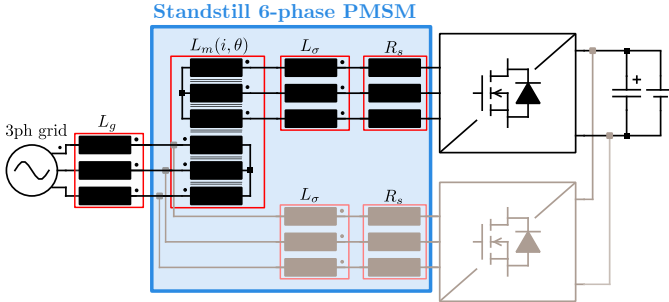 Standstill 6-phase PMSM
L_m(i, θ) L_σ R_s
3ph grid L_g
+
L_σ R_s